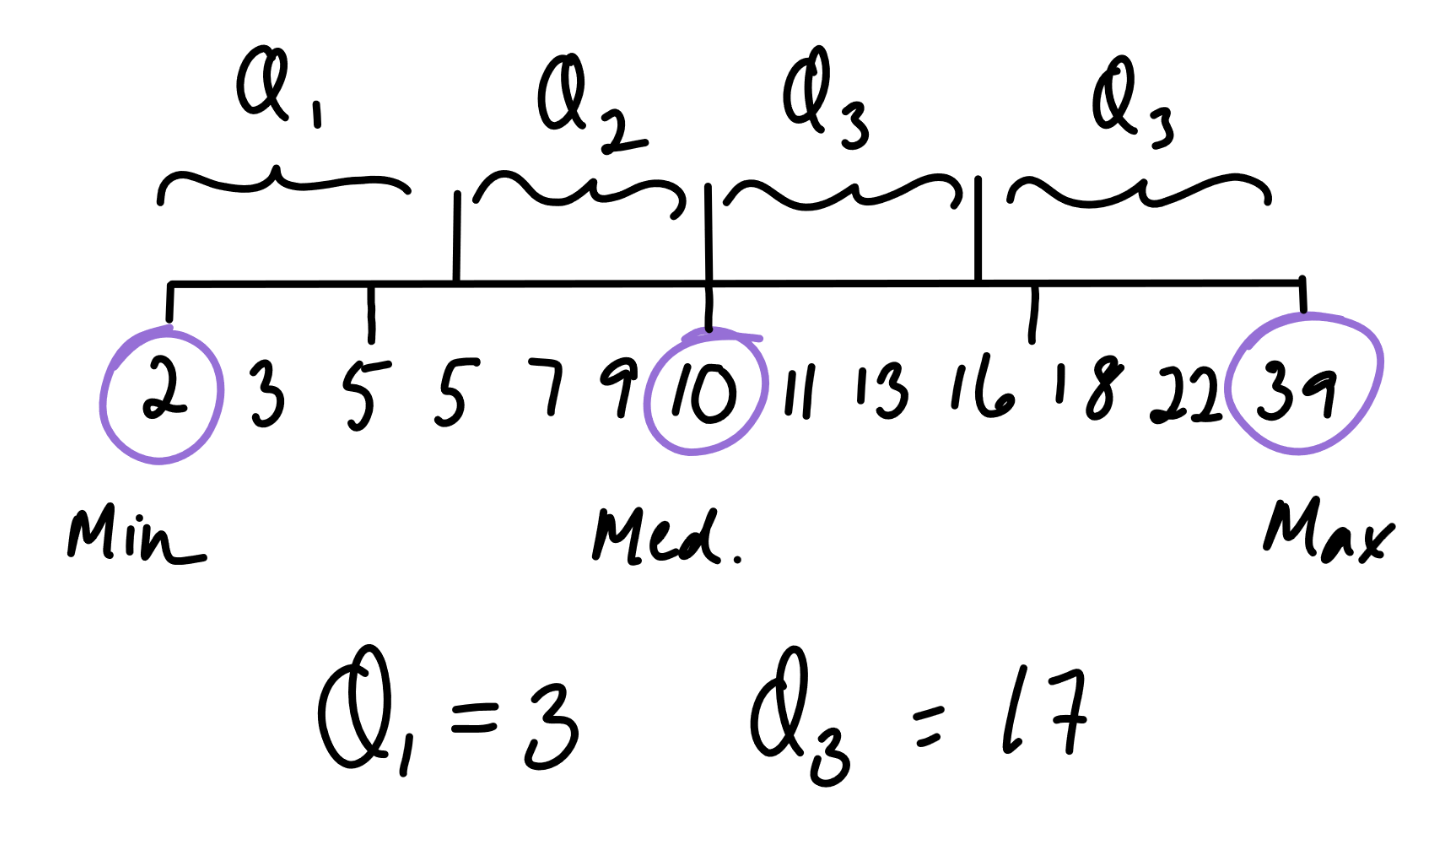 Q1 Q2 Q3 Q3
2 3 5 5 7 9 10 11 13 16 18 22 39
Min Med. Max
Q1 = 3 Q3 = 17